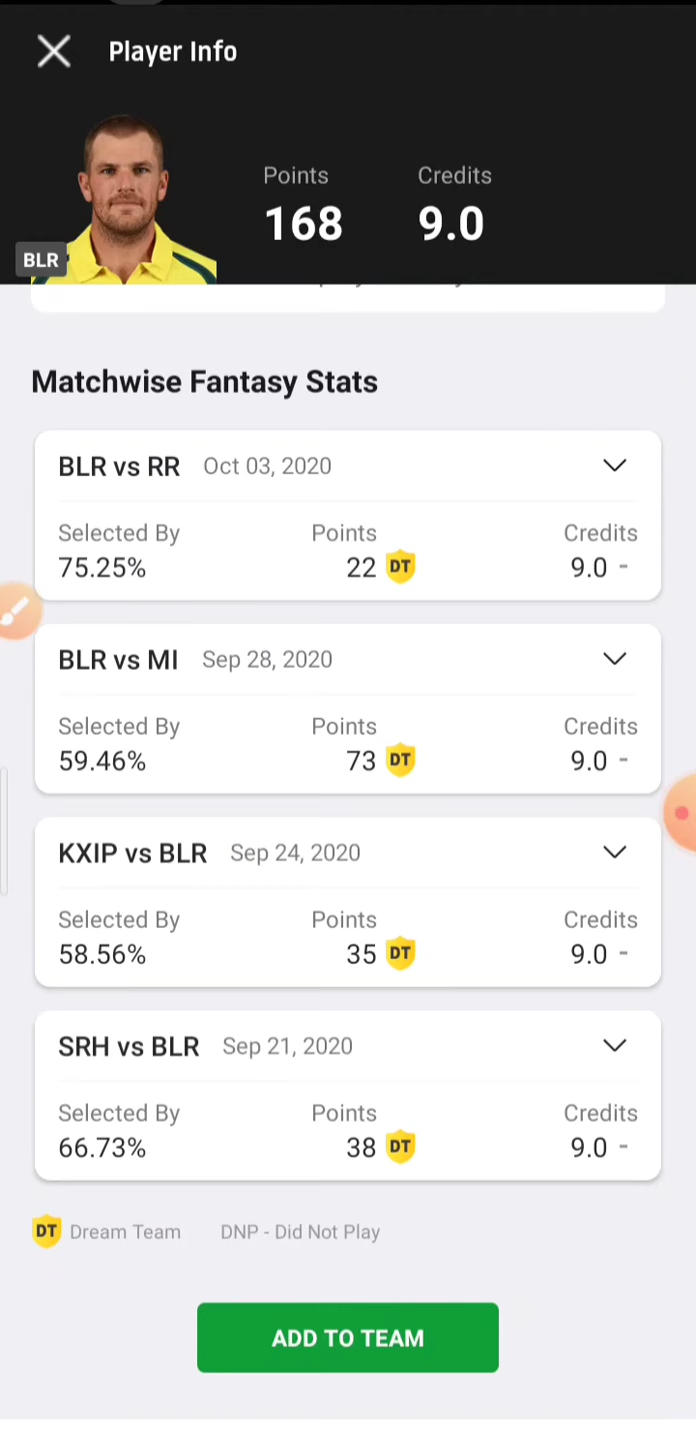 Player Info
Points
Credits
168
9.0
BLR
Matchwise Fantasy Stats
BLR vs RR Oct 03, 2020
Selected By Points Credits
75.25% 22 DT 9.0 -
BLR vs MI Sep 28, 2020
Selected By Points Credits
59.46% 73 DT 9.0 -
KXIP vs BLR Sep 24, 2020
Selected By Points Credits
58.56% 35 DT 9.0 -
SRH vs BLR Sep 21, 2020
Selected By Points Credits
66.73% 38 DT 9.0 -
DT Dream Team DNP - Did Not Play
ADD TO TEAM